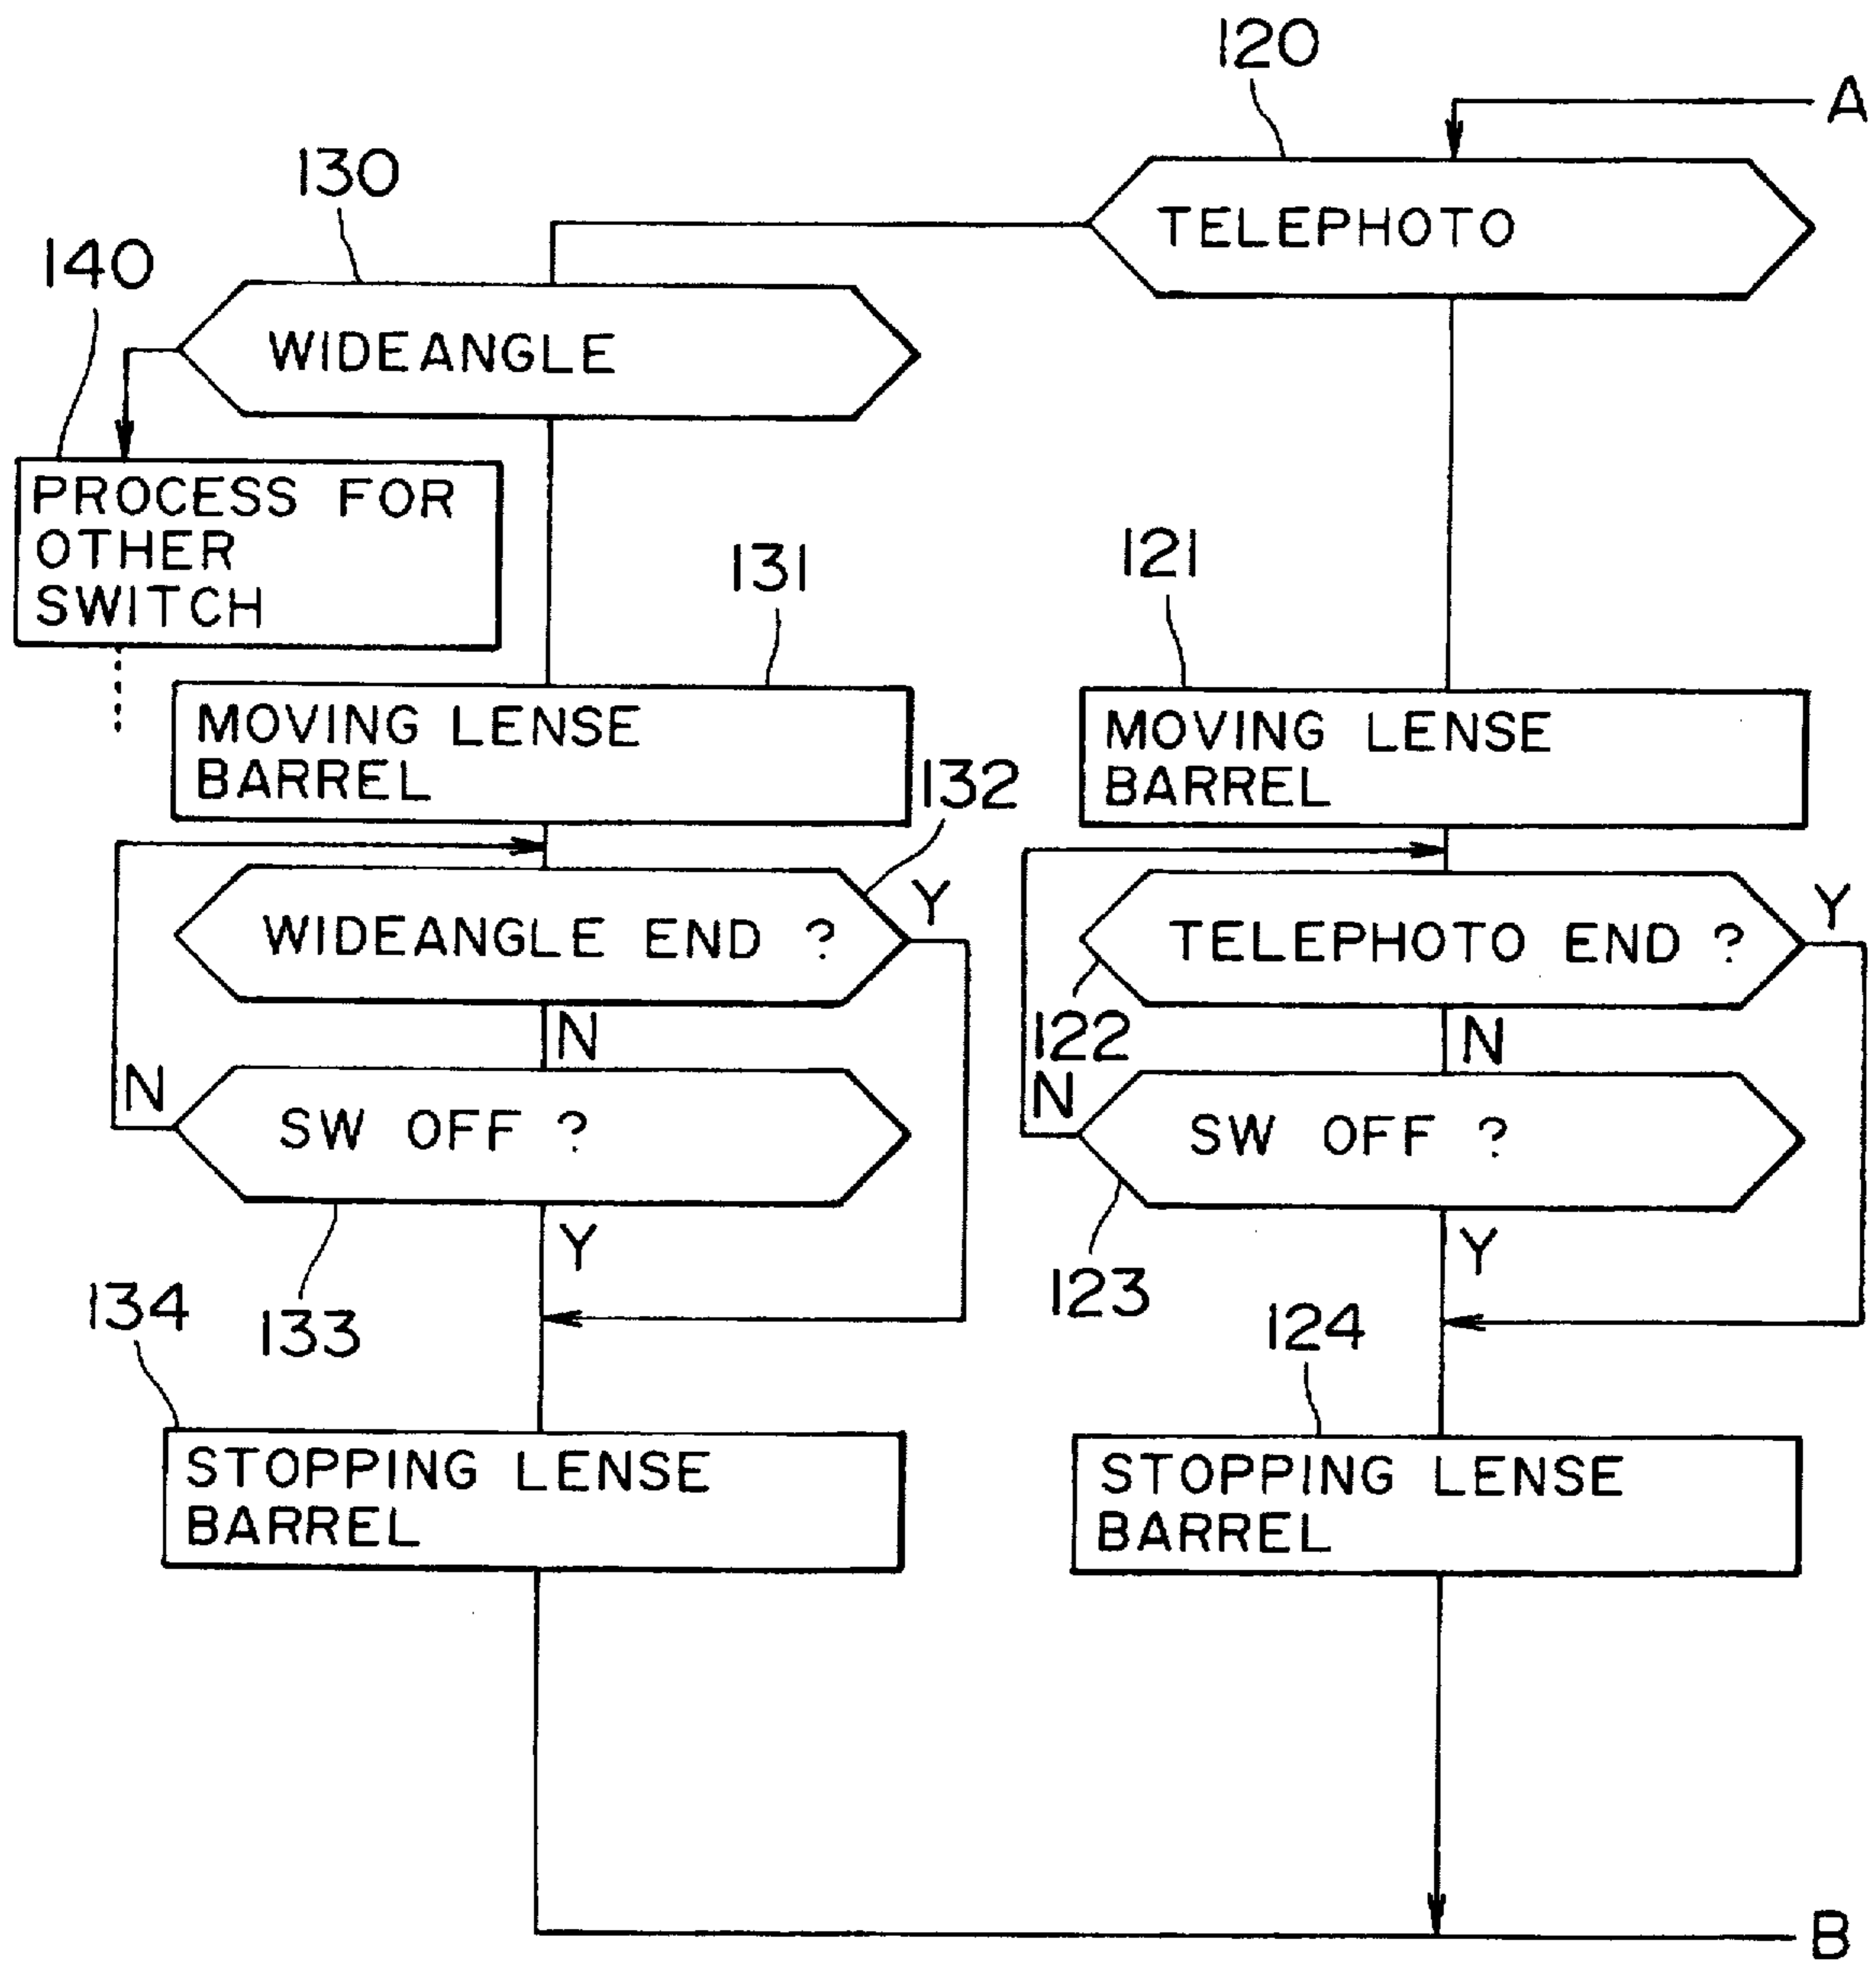 120
A
130
TELEPHOTO
140
WIDEANGLE
PROCESS FOR
OTHER
SWITCH
131
121
MOVING LENSE
BARREL
MOVING LENSE
BARREL
132
Y
WIDEANGLE END ?
Y
TELEPHOTO END ?
122
N
N
N
SW OFF ?
N
SW OFF ?
Y
Y
133
123
134
124
STOPPING LENSE
BARREL
STOPPING LENSE
BARREL
B